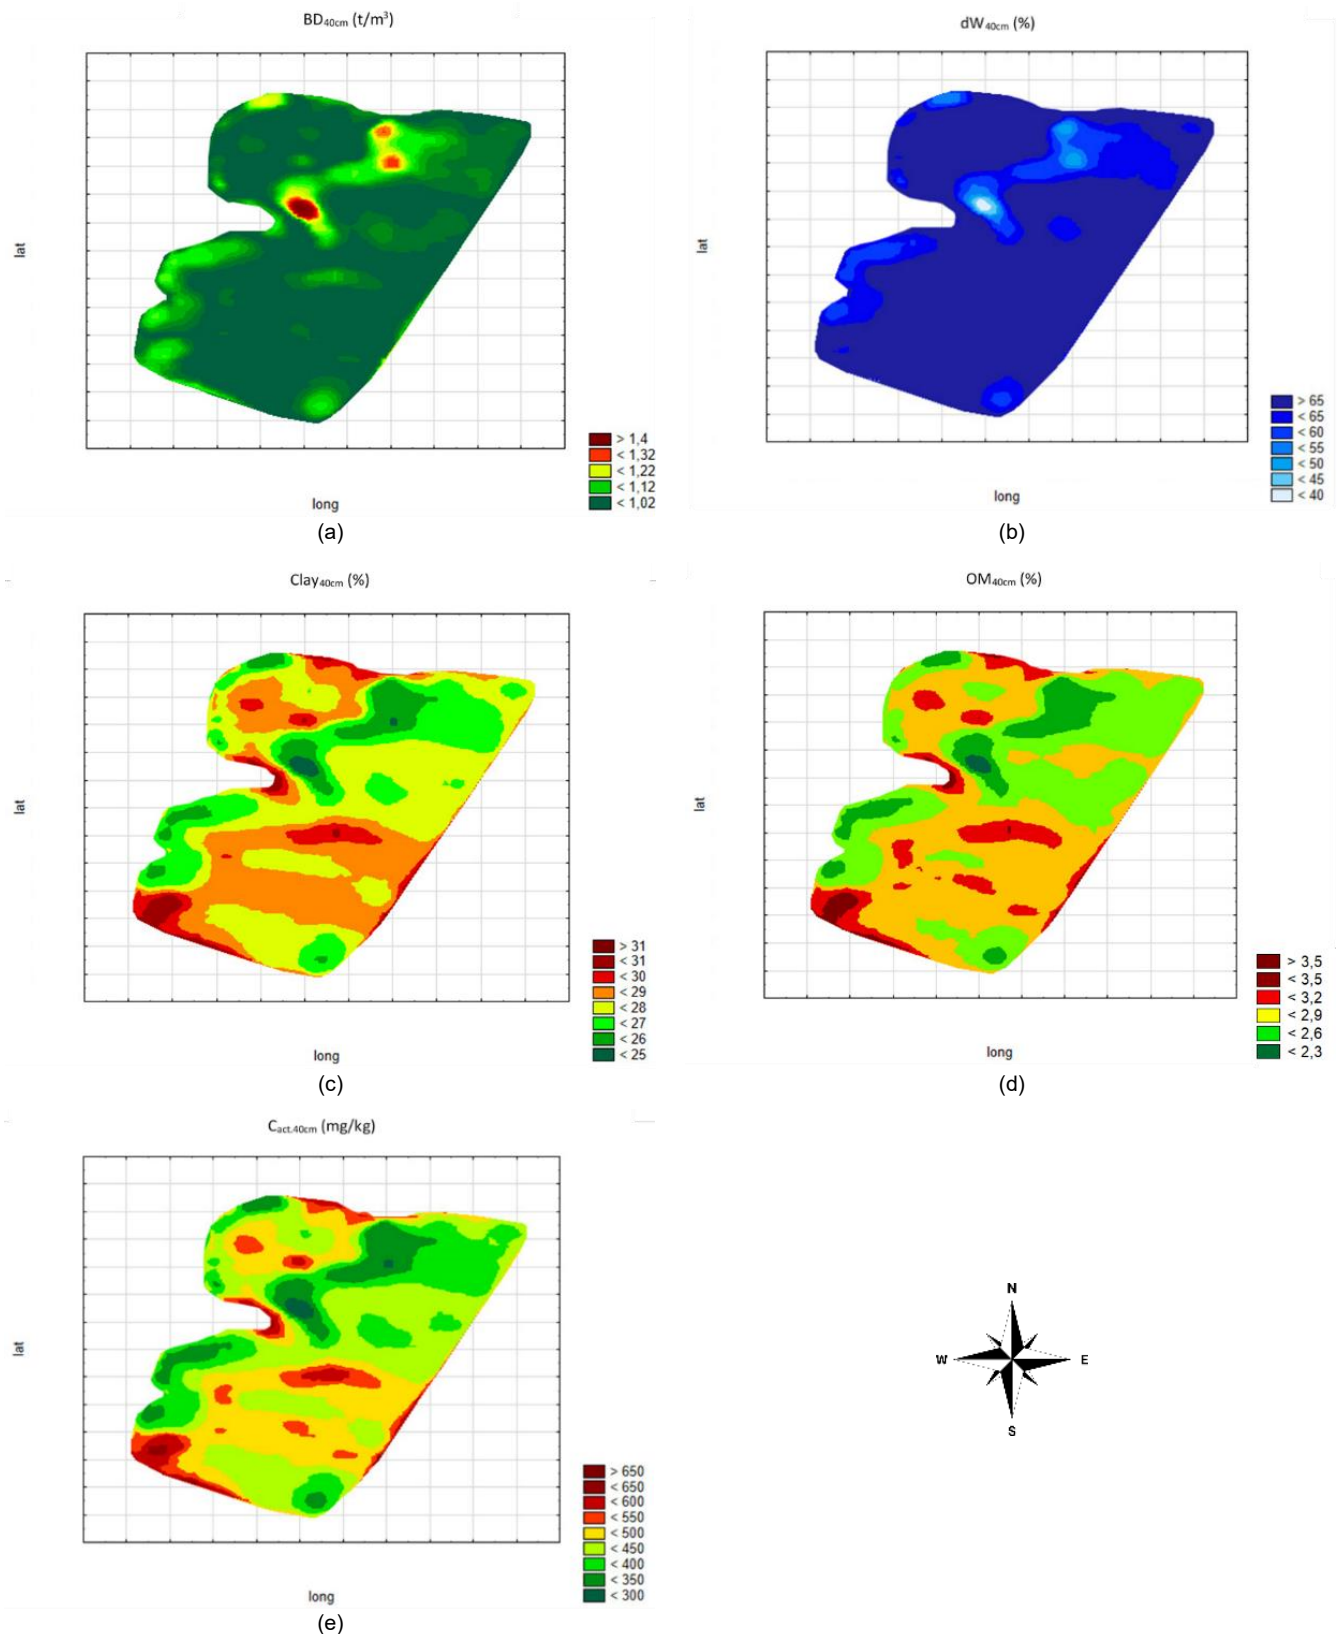 BD40cm (t/m³)
lat
long
> 1,4
< 1,32
< 1,22
< 1,12
< 1,02
(a)
dW40cm (%)
lat
long
> 65
< 65
< 60
< 55
< 50
< 45
< 40
(b)
Clay40cm (%)
lat
long
> 31
< 31
< 30
< 29
< 28
< 27
< 26
< 25
(c)
OM40cm (%)
lat
long
> 3,5
< 3,5
< 3,2
< 2,9
< 2,6
< 2,3
(d)
Cact.40cm (mg/kg)
lat
long
> 650
< 650
< 600
< 550
< 500
< 450
< 400
< 350
< 300
(e)
N
W E
S